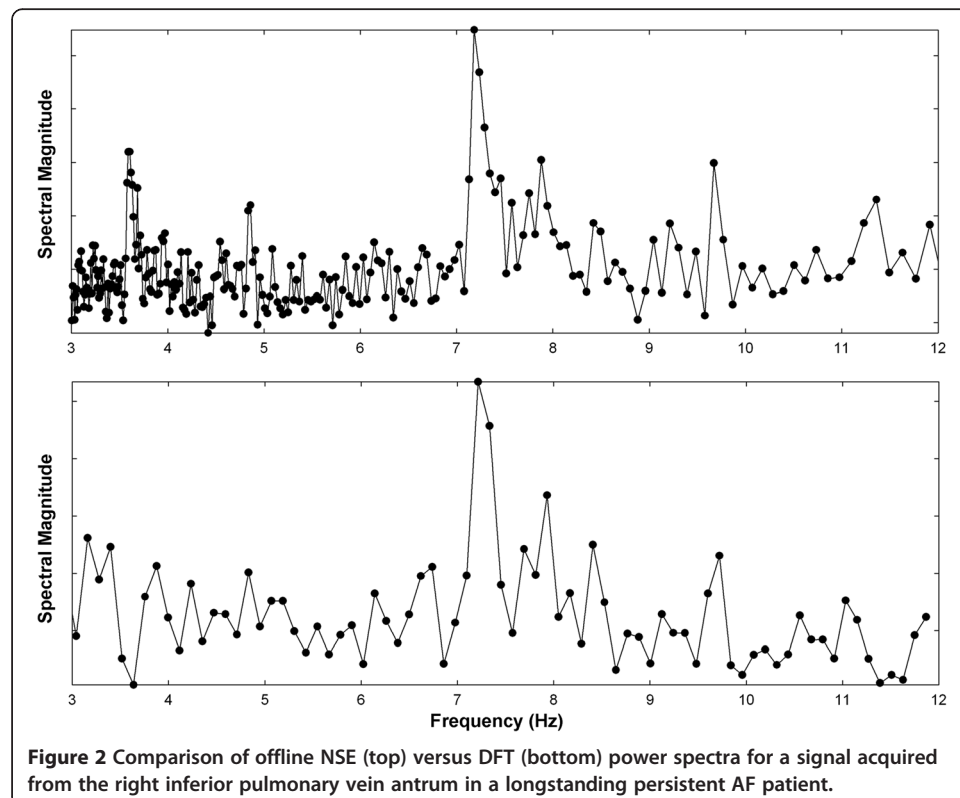 Spectral Magnitude
3 4 5 6 7 8 9 10 11 12
Spectral Magnitude
3 4 5 6 7 8 9 10 11 12
Frequency (Hz)
Figure 2 Comparison of offline NSE (top) versus DFT (bottom) power spectra for a signal acquired
from the right inferior pulmonary vein antrum in a longstanding persistent AF patient.